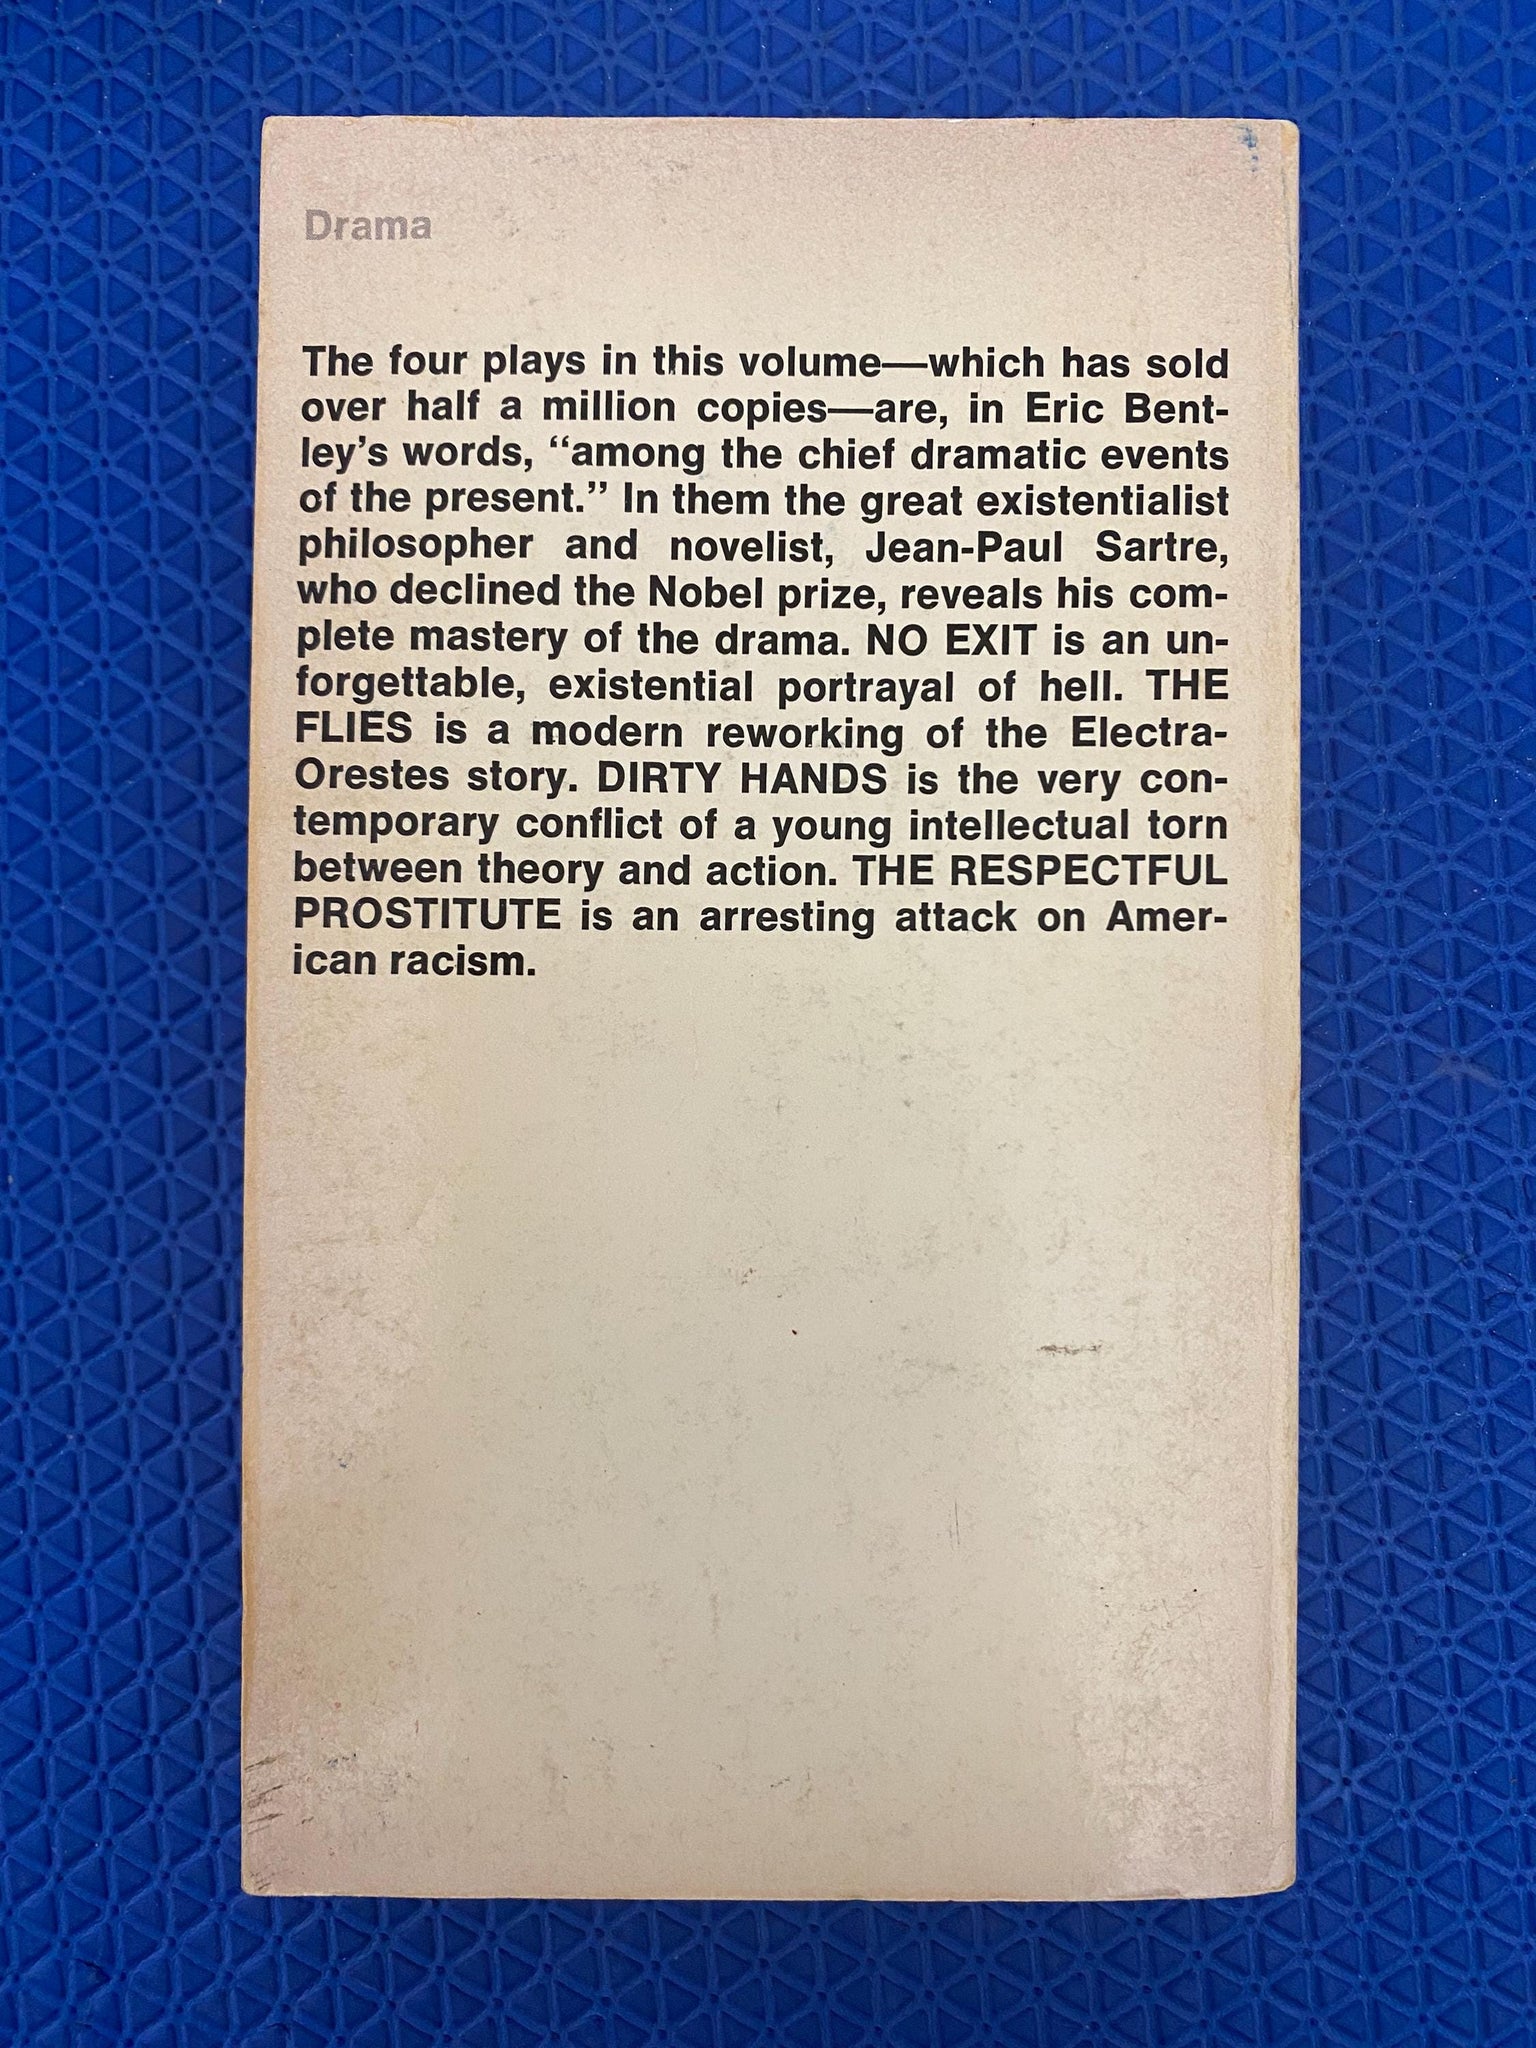 Drama
The four plays in this volume—which has sold
over half a million copies—are, in Eric Bent-
ley's words, “among the chief dramatic events
of the present.” In them the great existentialist
philosopher and novelist, Jean-Paul Sartre,
who declined the Nobel prize, reveals his com-
plete mastery of the drama. NO EXIT is an un-
forgettable, existential portrayal of hell. THE
FLIES is a modern reworking of the Electra-
Orestes story. DIRTY HANDS is the very con-
temporary conflict of a young intellectual torn
between theory and action. THE RESPECTFUL
PROSTITUTE is an arresting attack on Amer-
ican racism.